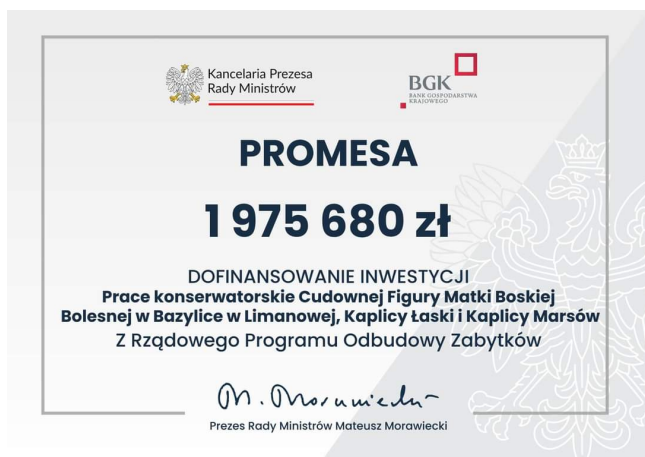 Kancelaria Prezesa
Rady Ministrów
BGK
BANK GOSPODARSTWA
KRAJOWEGO
PROMESA
1 975 680 zł
DOFINANSOWANIE INWESTYCJI
Prace konserwatorskie Cudownej Figury Matki Boskiej
Bolesnej w Bazylice w Limanowej, Kaplicy Łaski i Kaplicy Marsów
Z Rządowego Programu Odbudowy Zabytków
M. Morawiecki
Prezes Rady Ministrów Mateusz Morawiecki